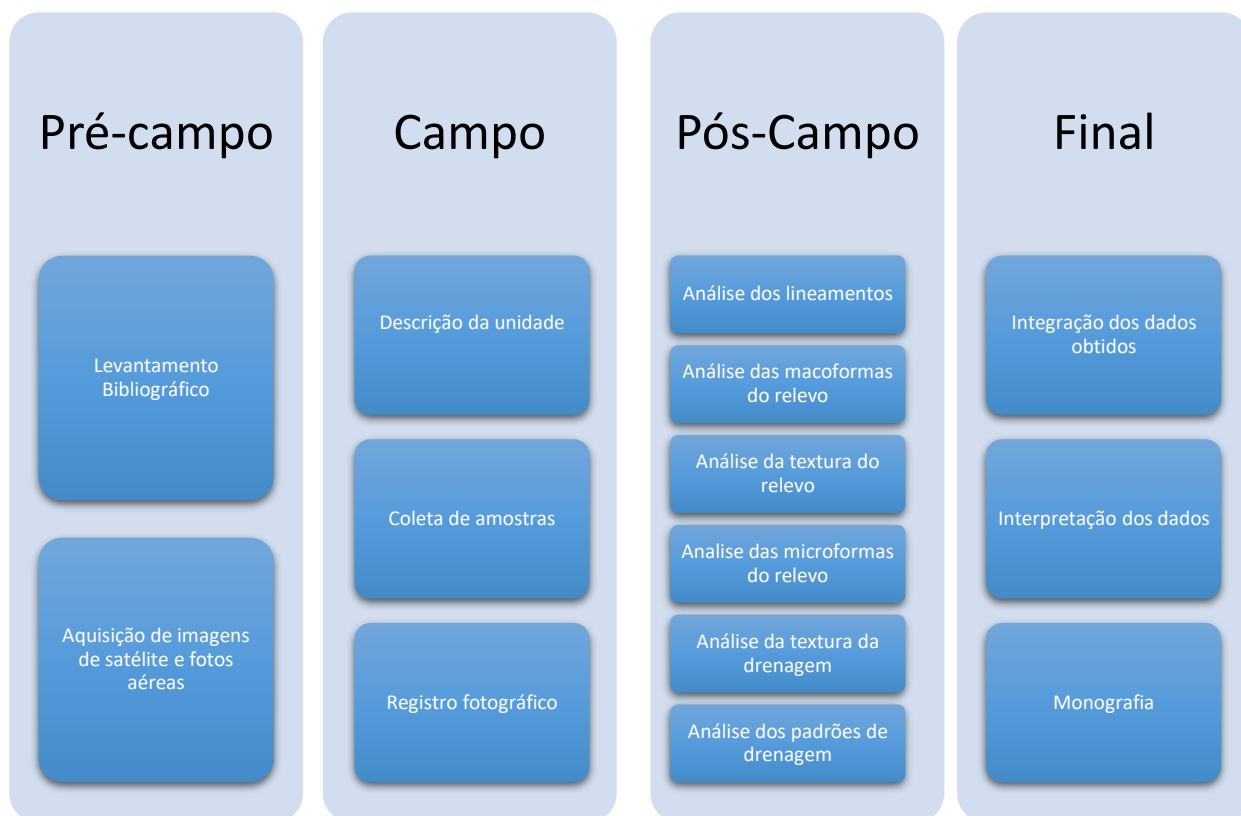 Pré-campo
Levantamento
Bibliográfico
Aquisição de imagens
de satélite e fotos
aéreas
Campo
Descrição da unidade
Coleta de amostras
Registro fotográfico
Pós-Campo
Análise dos lineamentos
Análise das macoformas
do relevo
Análise da textura do
relevo
Analise das microformas
do relevo
Análise da textura da
drenagem
Análise dos padrões de
drenagem
Final
Integração dos dados
obtidos
Interpretação dos dados
Monografia